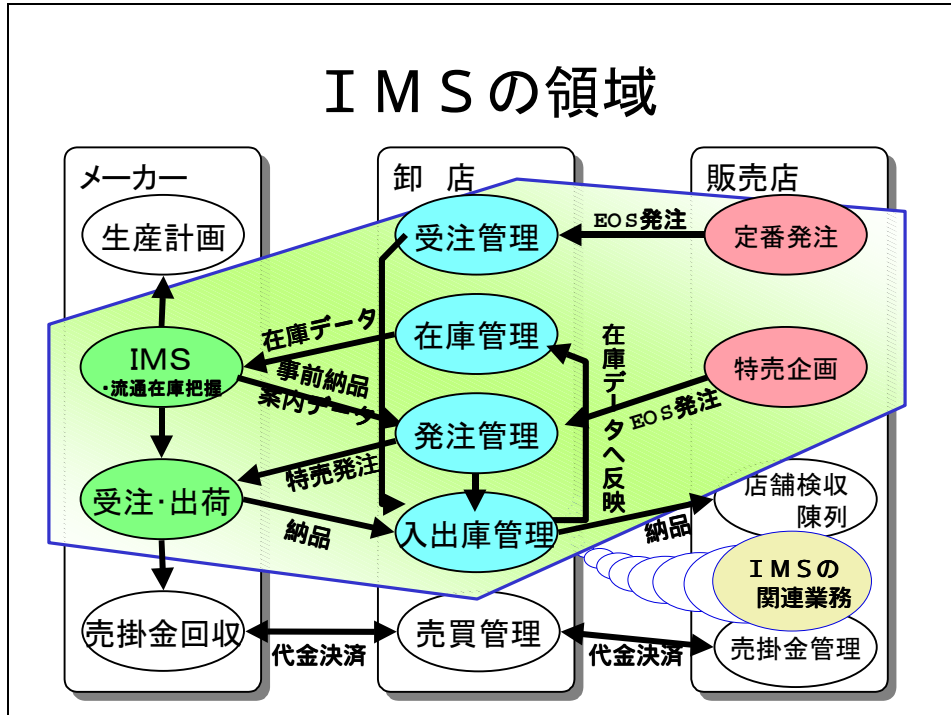 ＩＭＳの領域
メーカー
卸 店
販売店
生産計画
受注管理
EOS発注
定番発注
在庫データ
在庫管理
IMS
・流通在庫把握
事前納品
案内データ
在庫データへ反映
特売企画
EOS発注
発注管理
特売発注
受注・出荷
納品
入出庫管理
納品
店舗検収
陳列
ＩＭＳの
関連業務
売掛金回収
代金決済
売買管理
代金決済
売掛金管理